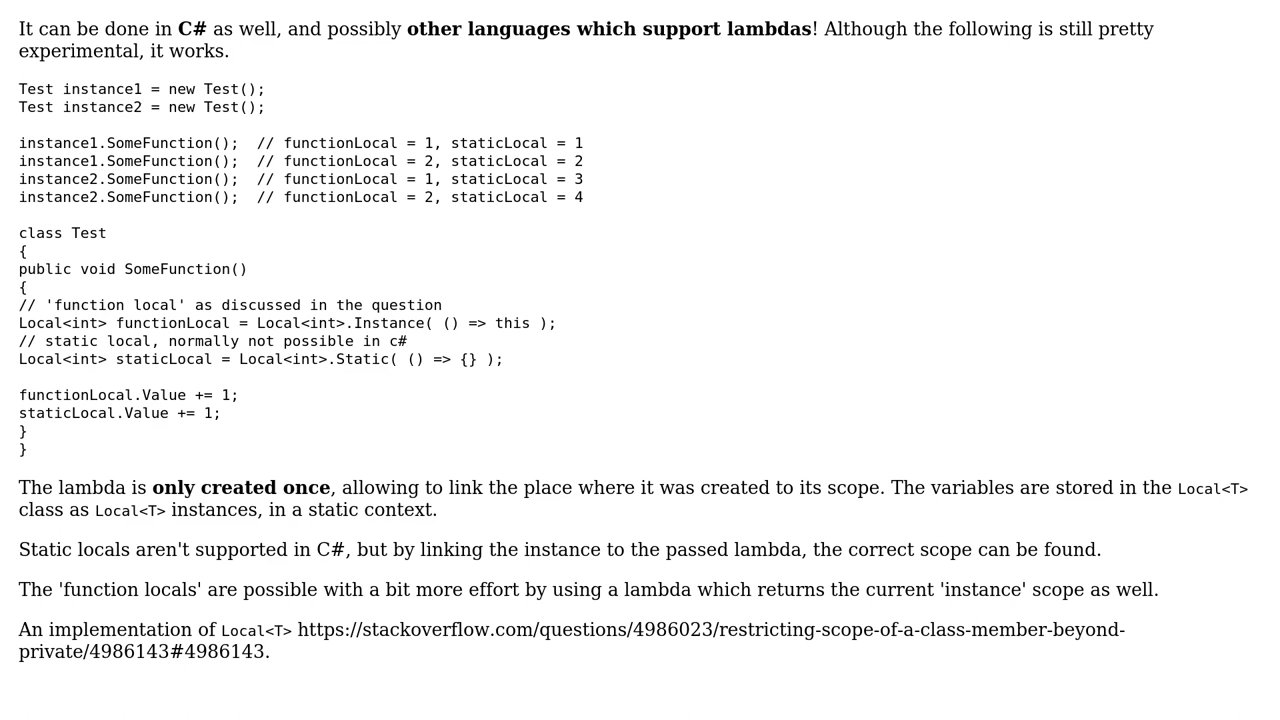 It can be done in C# as well, and possibly other languages which support lambdas! Although the following is still pretty
experimental, it works.
Test instance1 = new Test();
Test instance2 = new Test();
instance1.SomeFunction();  // functionLocal = 1, staticLocal = 1
instance1.SomeFunction();  // functionLocal = 2, staticLocal = 2
instance2.SomeFunction();  // functionLocal = 1, staticLocal = 3
instance2.SomeFunction();  // functionLocal = 2, staticLocal = 4
class Test
{
public void SomeFunction()
{
// 'function local' as discussed in the question
Local<int> functionLocal = Local<int>.Instance( () => this );
// static local, normally not possible in c#
Local<int> staticLocal = Local<int>.Static( () => {} );
functionLocal.Value += 1;
staticLocal.Value += 1;
}
}
The lambda is only created once, allowing to link the place where it was created to its scope. The variables are stored in the Local<T>
class as Local<T> instances, in a static context.
Static locals aren't supported in C#, but by linking the instance to the passed lambda, the correct scope can be found.
The 'function locals' are possible with a bit more effort by using a lambda which returns the current 'instance' scope as well.
An implementation of Local<T> https://stackoverflow.com/questions/4986023/restricting-scope-of-a-class-member-beyond-
private/4986143#4986143.